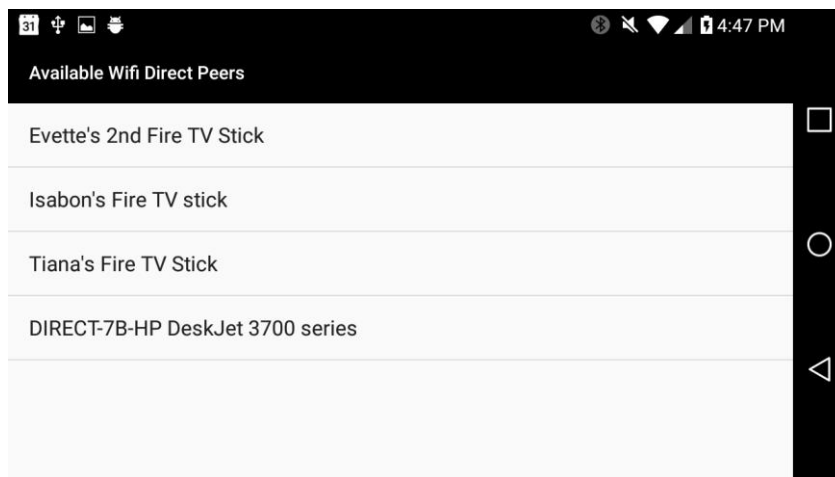 31
4:47 PM
Available Wifi Direct Peers
Evette's 2nd Fire TV Stick
Isabon's Fire TV stick
Tiana's Fire TV Stick
DIRECT-7B-HP DeskJet 3700 series